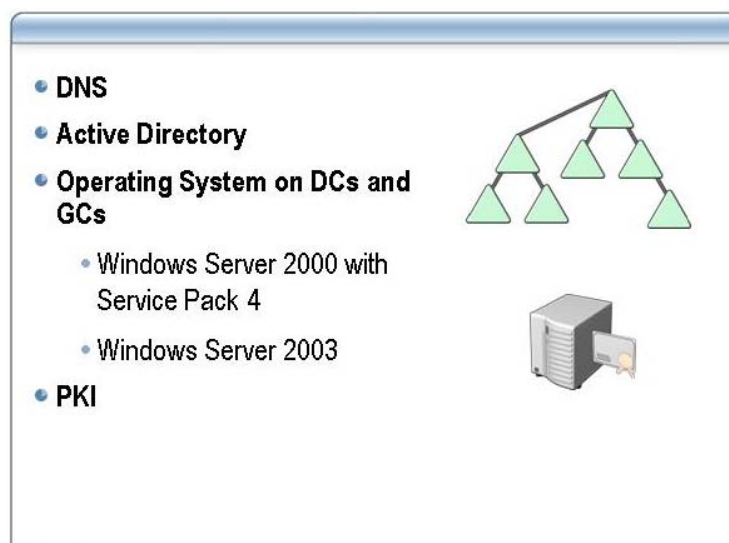 DNS
Active Directory
Operating System on DCs and
GCs
Windows Server 2000 with
Service Pack 4
Windows Server 2003
PKI